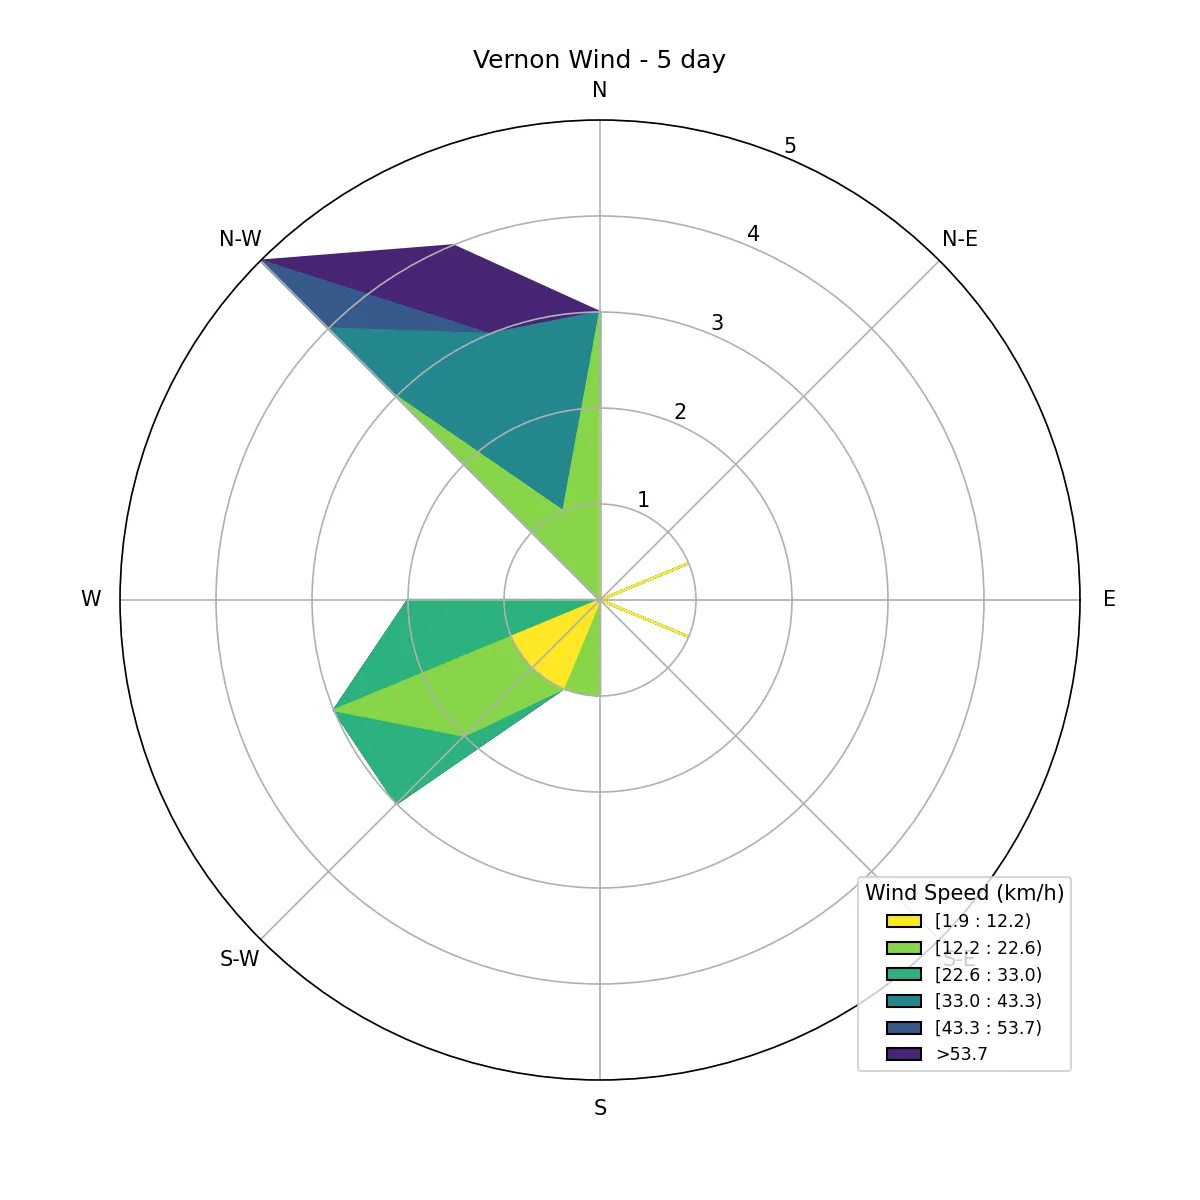 Vernon Wind - 5 day
N
5
N-W
4
N-E
3
2
1
W
E
S-W
S-E
S
Wind Speed (km/h)
[1.9 : 12.2)
[12.2 : 22.6)
[22.6 : 33.0)
[33.0 : 43.3)
[43.3 : 53.7)
>53.7